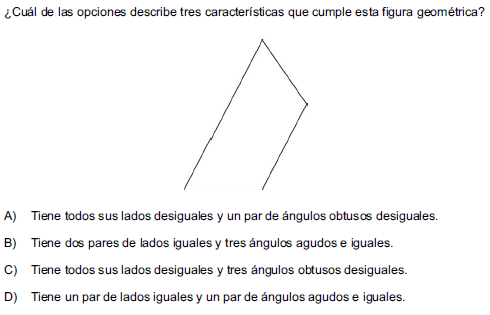 ¿Cuál de las opciones describe tres características que cumple esta figura geométrica?
A) Tiene todos sus lados desiguales y un par de ángulos obtusos desiguales.
B) Tiene dos pares de lados iguales y tres ángulos agudos e iguales.
C) Tiene todos sus lados desiguales y tres ángulos obtusos desiguales.
D) Tiene un par de lados iguales y un par de ángulos agudos e iguales.